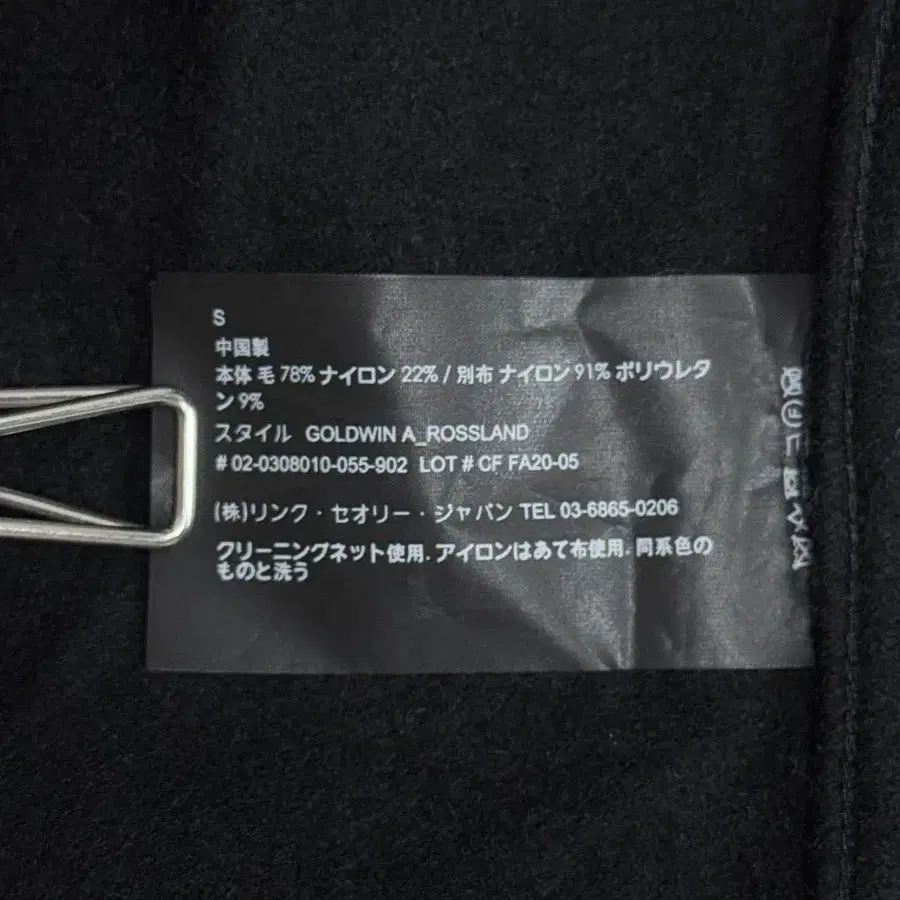 S
中国製
本体 毛 78% ナイロン 22% / 別布 ナイロン 91% ポリウレタ
ン 9%
スタイル GOLDWIN A_ROSSLAND
# 02-0308010-055-902 LOT # CF FA20-05
(株)リンク・セオリー・ジャパン TEL 03-6865-0206
クリーニングネット使用. アイロンはあて布使用. 同系色の
ものと洗う